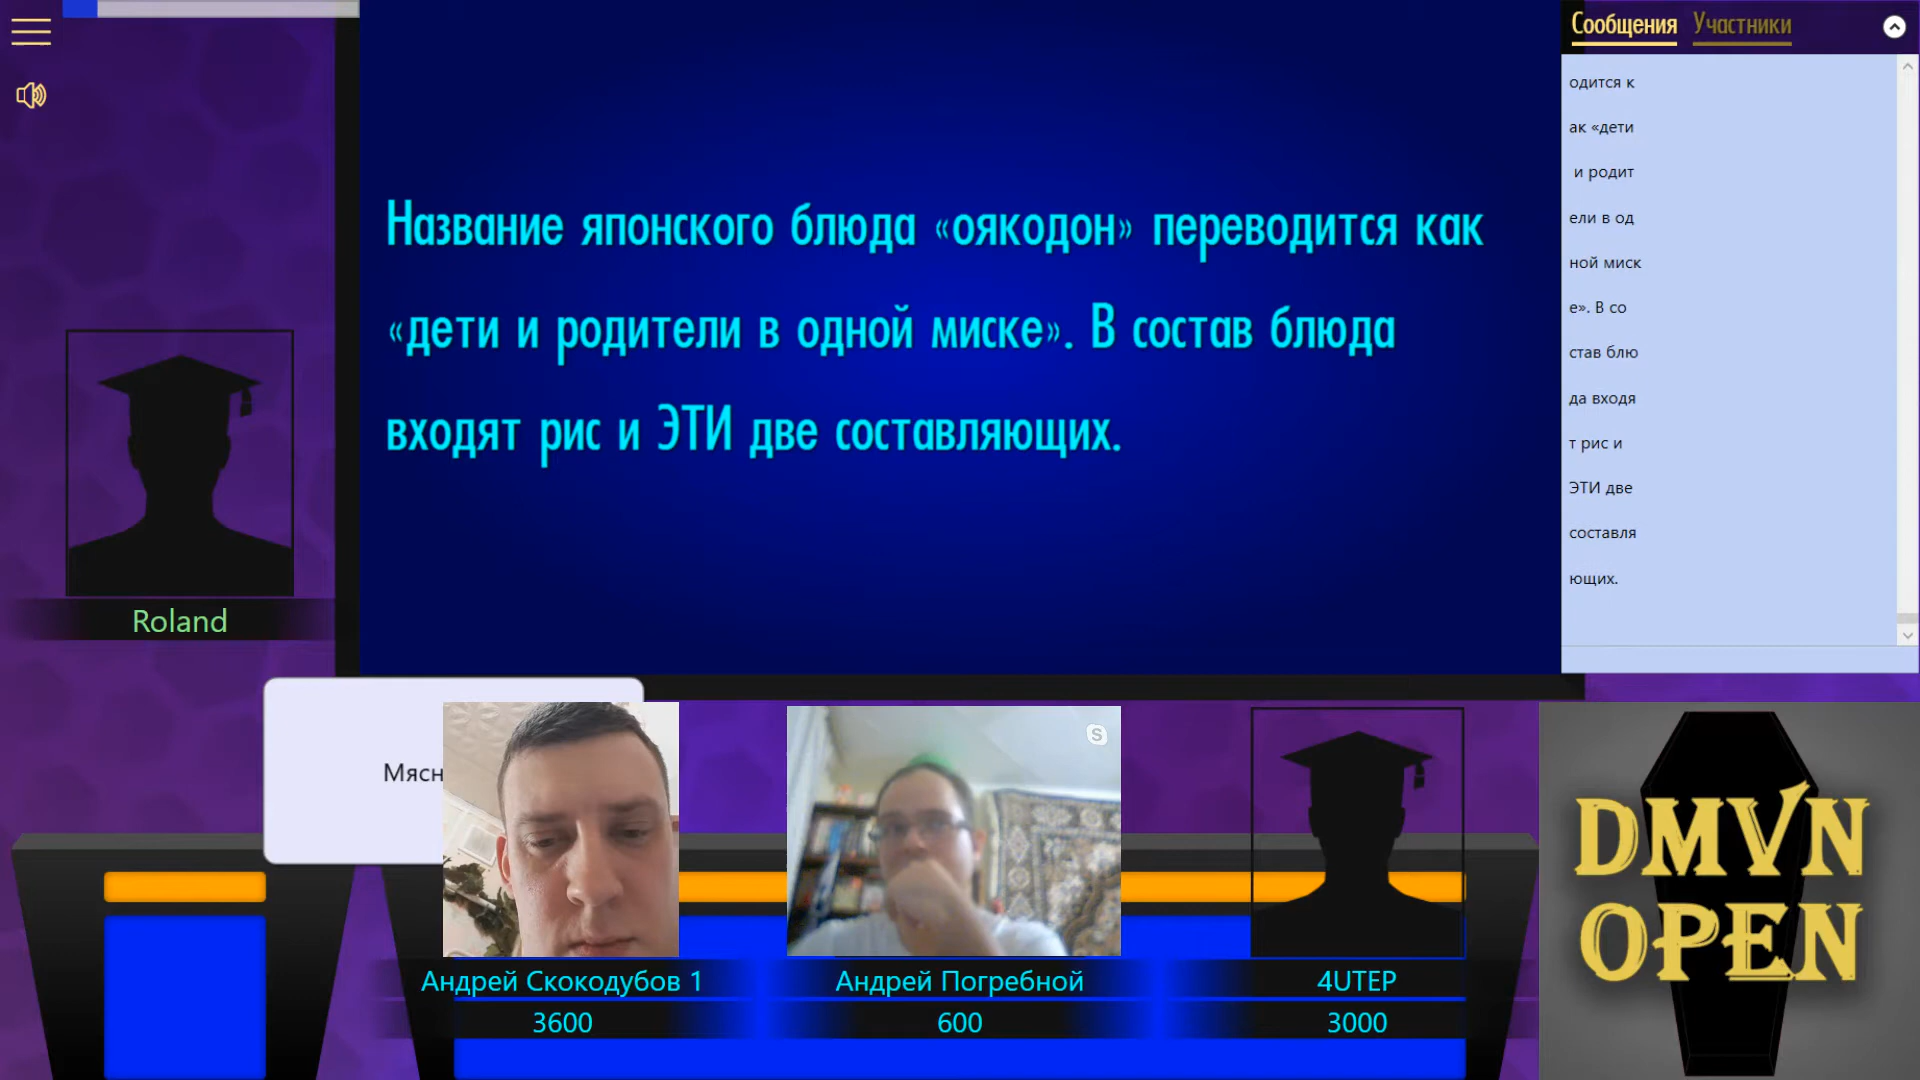 Сообщения Участники
Название японского блюда «оякодон» переводится как
«дети и родители в одной миске». В состав блюда
входят рис и ЭТИ две составляющих.
одится к
ак «дети
и родит
ели в од
ной миск
е». В со
став блю
да входя
т рис и
ЭТИ две
составля
ющих.
Roland
Мясн
S
DMVN
OPEN
Андрей Скокодубов 1
3600
Андрей Погребной
600
4UTEP
3000